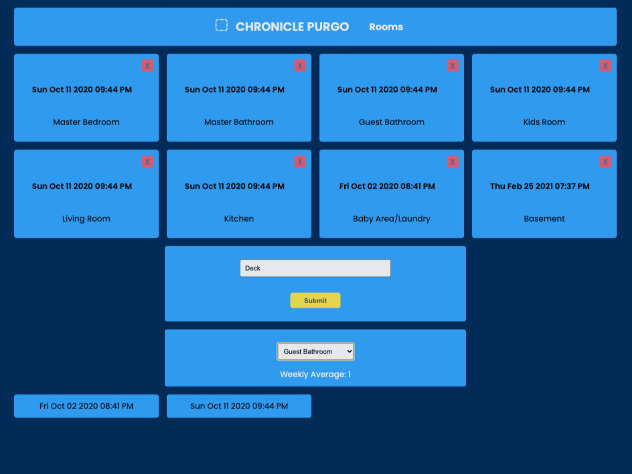 CHRONICLE PURGO Rooms
X X X X
Sun Oct 11 2020 09:44 PM Sun Oct 11 2020 09:44 PM Sun Oct 11 2020 09:44 PM Sun Oct 11 2020 09:44 PM
Master Bedroom Master Bathroom Guest Bathroom Kids Room
X X X X
Sun Oct 11 2020 09:44 PM Sun Oct 11 2020 09:44 PM Fri Oct 02 2020 08:41 PM Thu Feb 25 2021 07:37 PM
Living Room Kitchen Baby Area/Laundry Basement
Deck
Submit
Guest Bathroom
Weekly Average: 1
Fri Oct 02 2020 08:41 PM Sun Oct 11 2020 09:44 PM